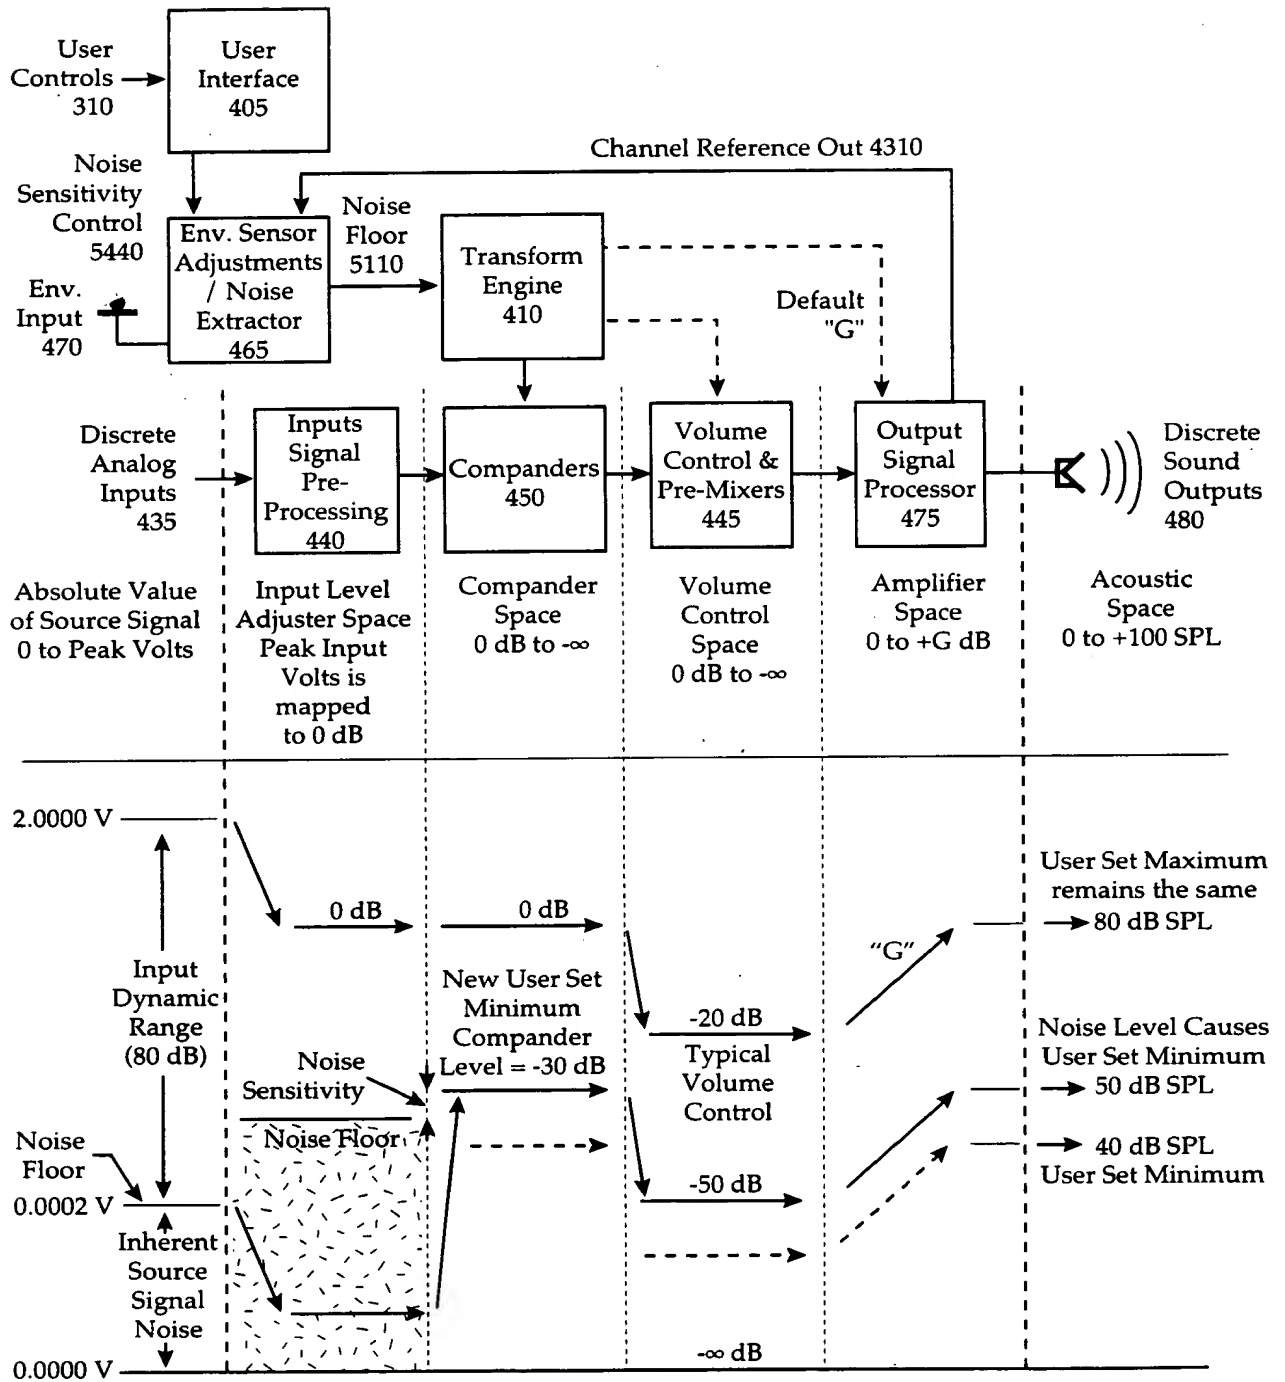 User
Controls
310
User
Interface
405
Channel Reference Out 4310
Noise
Sensitivity
Control
5440
Env. Sensor
Adjustments
/ Noise
Extractor
465
Noise
Floor
5110
Transform
Engine
410
Default
"G"
Env.
Input
470
Discrete
Analog
Inputs
435
Inputs
Signal
Pre-
Processing
440
Companders
450
Volume
Control &
Pre-Mixers
445
Output
Signal
Processor
475
Discrete
Sound
Outputs
480
Absolute Value
of Source Signal
0 to Peak Volts
Input Level
Adjuster Space
Peak Input
Volts is
mapped
to 0 dB
Compander
Space
0 dB to -∞
Volume
Control
Space
0 dB to -∞
Amplifier
Space
0 to +G dB
Acoustic
Space
0 to +100 SPL
2.0000 V
Input
Dynamic
Range
(80 dB)
Noise
Floor
0.0002 V
Inherent
Source
Signal
Noise
0.0000 V
0 dB
Noise
Sensitivity
Noise Floor
0 dB
New User Set
Minimum
Compander
Level = -30 dB
-20 dB
Typical
Volume
Control
-50 dB
-∞ dB
"G"
User Set Maximum
remains the same
80 dB SPL
Noise Level Causes
User Set Minimum
50 dB SPL
40 dB SPL
User Set Minimum